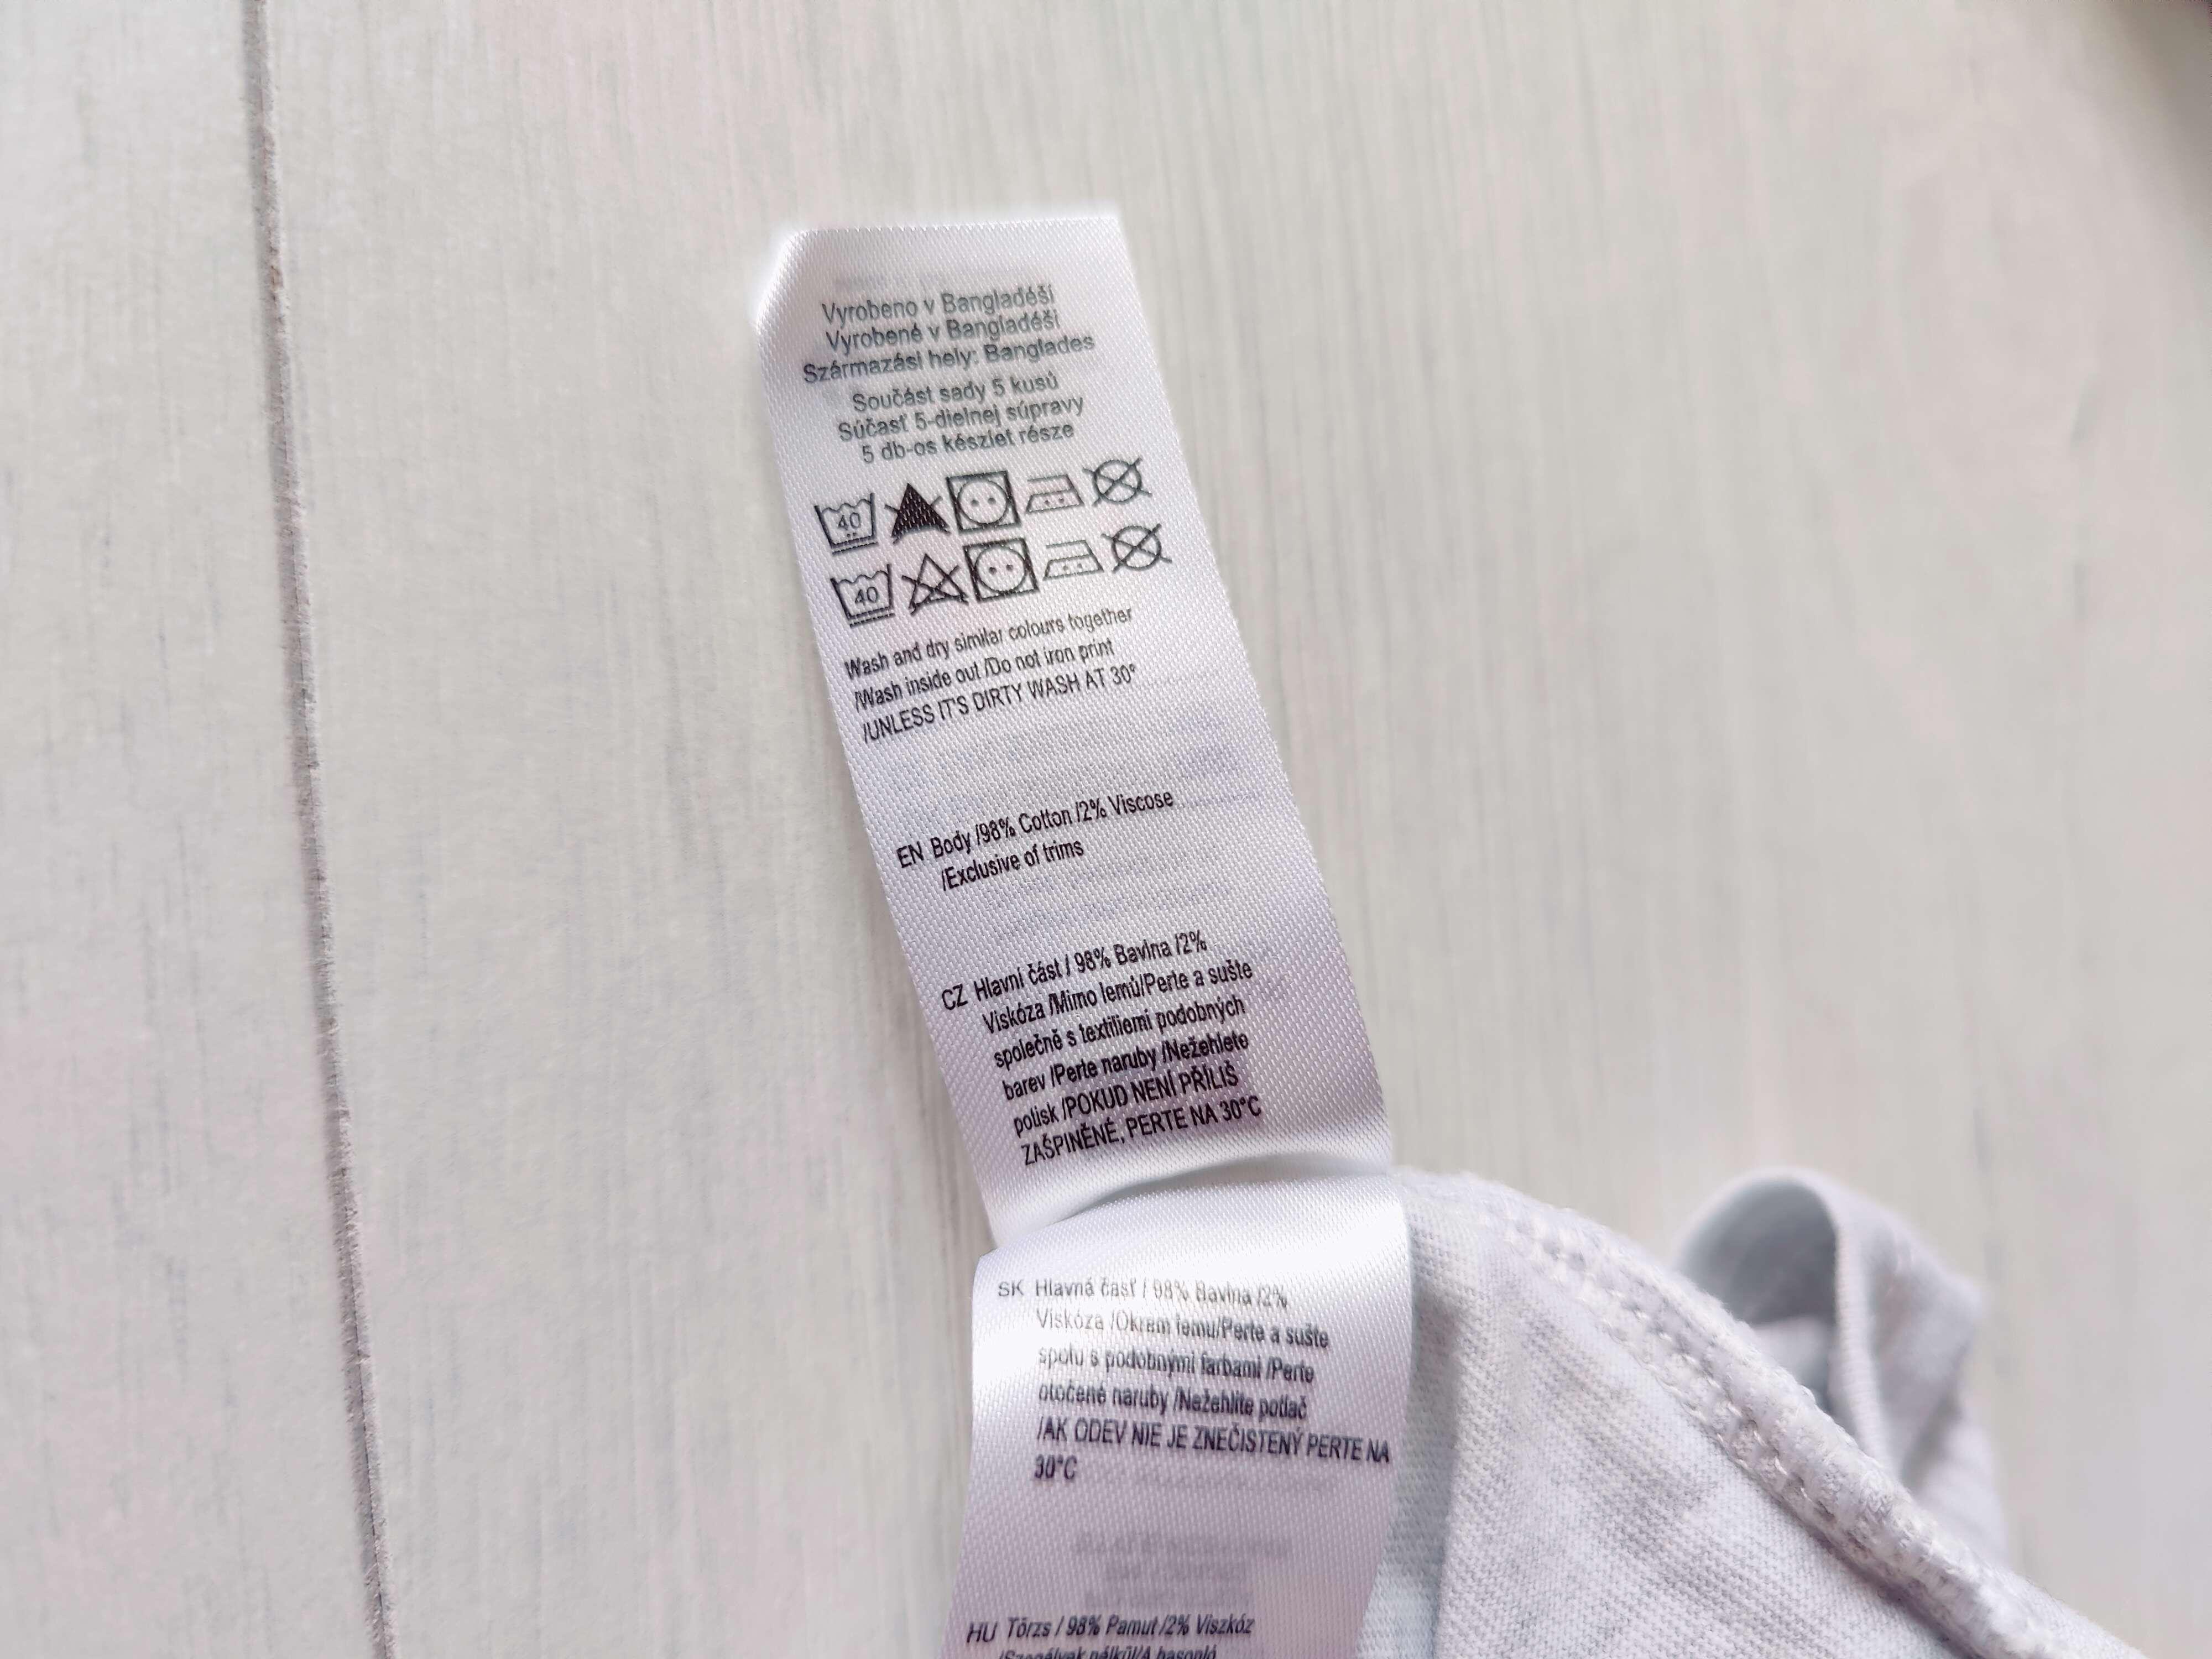 Vyrobeno v Bangladéší
Vyrobené v Bangladéši
Származási hely: Banglades
Součást sady 5 kusů
Súčasť 5-dielnej súpravy
5 db-os készlet része
40
40
Wash and dry similar colours together
/Wash inside out /Do not iron print
/UNLESS IT'S DIRTY WASH AT 30°
EN Body /98% Cotton /2% Viscose
/Exclusive of trims
CZ Hlavní část / 98% Bavlna /2%
Viskóza /Mimo lemů/Perte a sušte
společně s textiliemi podobných
barev /Perte naruby /Nežehlete
potisk /POKUD NENÍ PŘÍLIŠ
ZAŠPINĚNÉ, PERTE NA 30°C
SK Hlavná časť / 98% Bavlna /2%
Viskóza /Okrem lemu/Perte a sušte
spolu s podobnými farbami /Perte
otočené naruby /Nežehlite potlač
/AK ODEV NIE JE ZNEČISTENÝ PERTE NA
30°C
HU Törzs / 98% Pamut /2% Viszkóz
/Szegélyek nélkül/A hasonló